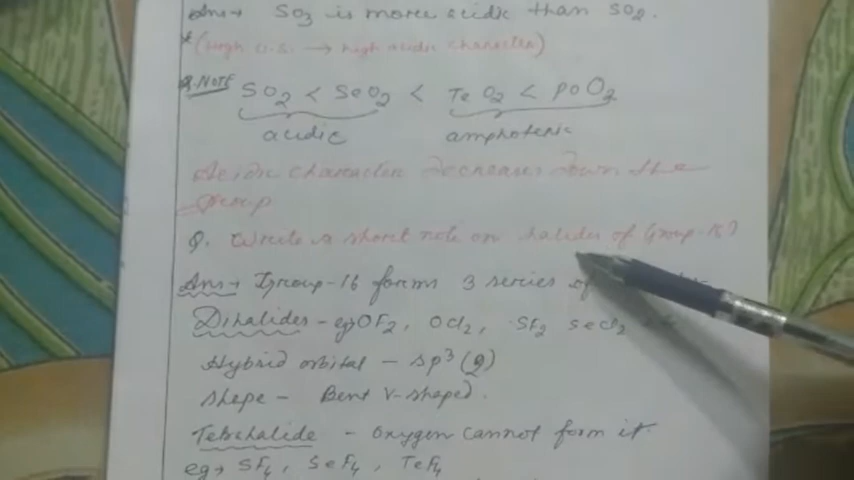 Ans→ SO3 is more acidic than SO2.
*(high O.S. → high acidic character)
NOTE SO2 < SeO2 < TeO2 < PoO2
acidic amphoteric
Acidic character decreases down the
group
Q. Write a short note on halides of Group-16?
Ans→ Group-16 forms 3 series of
Dihalides - eg→OF2, OCl2, SF2 SeCl2
Hybrid orbital - sp³(
shape - Bent V-shaped.
Tetrahalide - Oxygen cannot form it.
eg→ SF4, SeF4, TeF4